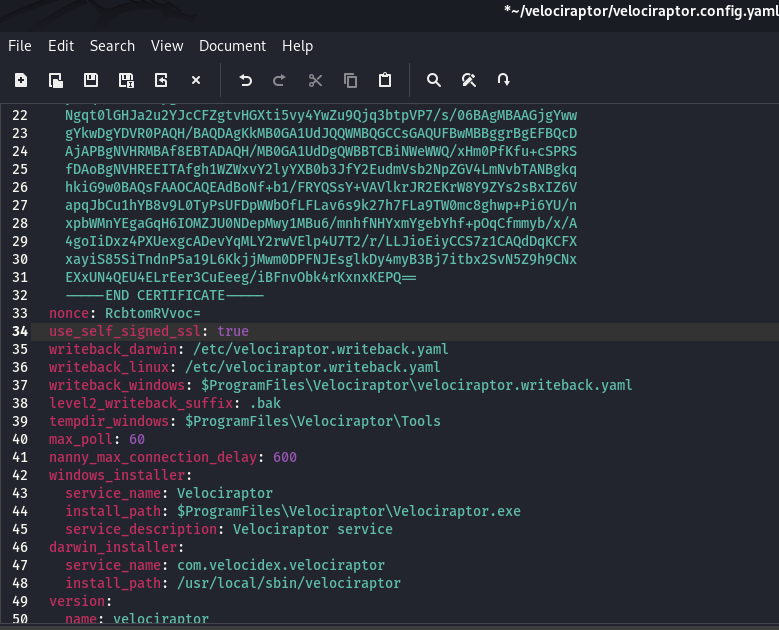 *~/velociraptor/velociraptor.config.yaml
File Edit Search View Document Help
22 Ngqt0lGHJa2u2YJcCFZgtvHGXti5vy4YwZu9Qjq3btpVP7/s/06BAgMBAAGjgYww
23 gYkwDgYDVR0PAQH/BAQDAgKkMB0GA1UdJQQWMBQGCCsGAQUFBwMBBggrBgEFBQcD
24 AjAPBgNVHRMBAf8EBTADAQH/MB0GA1UdDgQWBBTCBiNWeWWQ/xHm0PfKfu+cSPRS
25 fDAoBgNVHREEITAfgh1WZWxvY2lyYXB0b3JfY2EudmVsb2NpZGV4LmNvbTANBgkq
26 hkiG9w0BAQsFAAOCAQEAdBoNf+b1/FRYQSsY+VAVlkrJR2EKrW8Y9ZYs2sBxIZ6V
27 apqJbCu1hYB8v9L0TyPsUFDpWWbOfLFLav6s9k27h7FLa9TW0mc8ghwp+Pi6YU/n
28 xpbWMnYEgaGqH6IOMZJU0NDepMwy1MBu6/mnhfNHYxmYgebYhf+pOqCfmmyb/x/A
29 4goIiDxz4PXUexgcADevYqMLY2rwVElp4U7T2/r/LLJioEiyCCS7z1CAQdDqKCFX
30 xayiS85SiTndnP5a19L6KkjjMwm0DPFNJEsglkDy4myB3Bj7itbx2SvN5Z9h9CNx
31 EXxUN4QEU4ELrEer3CuEeeg/iBFnvObk4rKxnxKEPQ==
32 -----END CERTIFICATE-----
33 nonce: RcbtomRVvoc=
34 use_self_signed_ssl: true
35 writeback_darwin: /etc/velociraptor.writeback.yaml
36 writeback_linux: /etc/velociraptor.writeback.yaml
37 writeback_windows: $ProgramFiles\Velociraptor\velociraptor.writeback.yaml
38 level2_writeback_suffix: .bak
39 tempdir_windows: $ProgramFiles\Velociraptor\Tools
40 max_poll: 60
41 nanny_max_connection_delay: 600
42 windows_installer:
43 service_name: Velociraptor
44 install_path: $ProgramFiles\Velociraptor\Velociraptor.exe
45 service_description: Velociraptor service
46 darwin_installer:
47 service_name: com.velocidex.velociraptor
48 install_path: /usr/local/sbin/velociraptor
49 version:
50 name: velociraptor